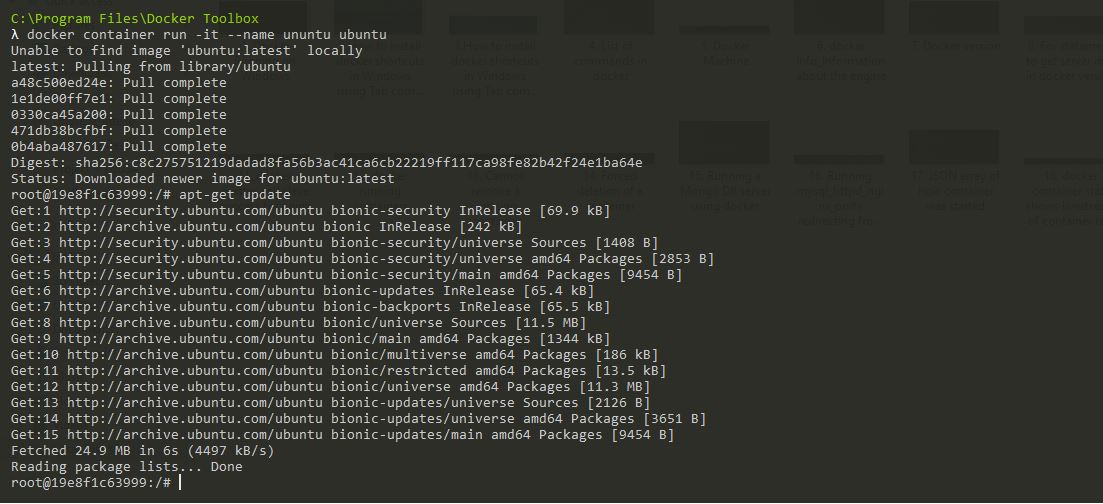 C:\Program Files\Docker Toolbox
λ docker container run -it --name ununtu ubuntu
Unable to find image 'ubuntu:latest' locally
latest: Pulling from library/ubuntu
a48c500ed24e: Pull complete
1e1de00ff7e1: Pull complete
0330ca45a200: Pull complete
471db38bcfbf: Pull complete
0b4aba487617: Pull complete
Digest: sha256:c8c275751219dadad8fa56b3ac41ca6cb22219ff117ca98fe82b42f24e1ba64e
Status: Downloaded newer image for ubuntu:latest
root@19e8f1c63999:/# apt-get update
Get:1 http://security.ubuntu.com/ubuntu bionic-security InRelease [69.9 kB]
Get:2 http://archive.ubuntu.com/ubuntu bionic InRelease [242 kB]
Get:3 http://security.ubuntu.com/ubuntu bionic-security/universe Sources [1408 B]
Get:4 http://security.ubuntu.com/ubuntu bionic-security/universe amd64 Packages [2853 B]
Get:5 http://security.ubuntu.com/ubuntu bionic-security/main amd64 Packages [9454 B]
Get:6 http://archive.ubuntu.com/ubuntu bionic-updates InRelease [65.4 kB]
Get:7 http://archive.ubuntu.com/ubuntu bionic-backports InRelease [65.5 kB]
Get:8 http://archive.ubuntu.com/ubuntu bionic/universe Sources [11.5 MB]
Get:9 http://archive.ubuntu.com/ubuntu bionic/main amd64 Packages [1344 kB]
Get:10 http://archive.ubuntu.com/ubuntu bionic/multiverse amd64 Packages [186 kB]
Get:11 http://archive.ubuntu.com/ubuntu bionic/restricted amd64 Packages [13.5 kB]
Get:12 http://archive.ubuntu.com/ubuntu bionic/universe amd64 Packages [11.3 MB]
Get:13 http://archive.ubuntu.com/ubuntu bionic-updates/universe Sources [2126 B]
Get:14 http://archive.ubuntu.com/ubuntu bionic-updates/universe amd64 Packages [3651 B]
Get:15 http://archive.ubuntu.com/ubuntu bionic-updates/main amd64 Packages [9454 B]
Fetched 24.9 MB in 6s (4497 kB/s)
Reading package lists... Done
root@19e8f1c63999:/#